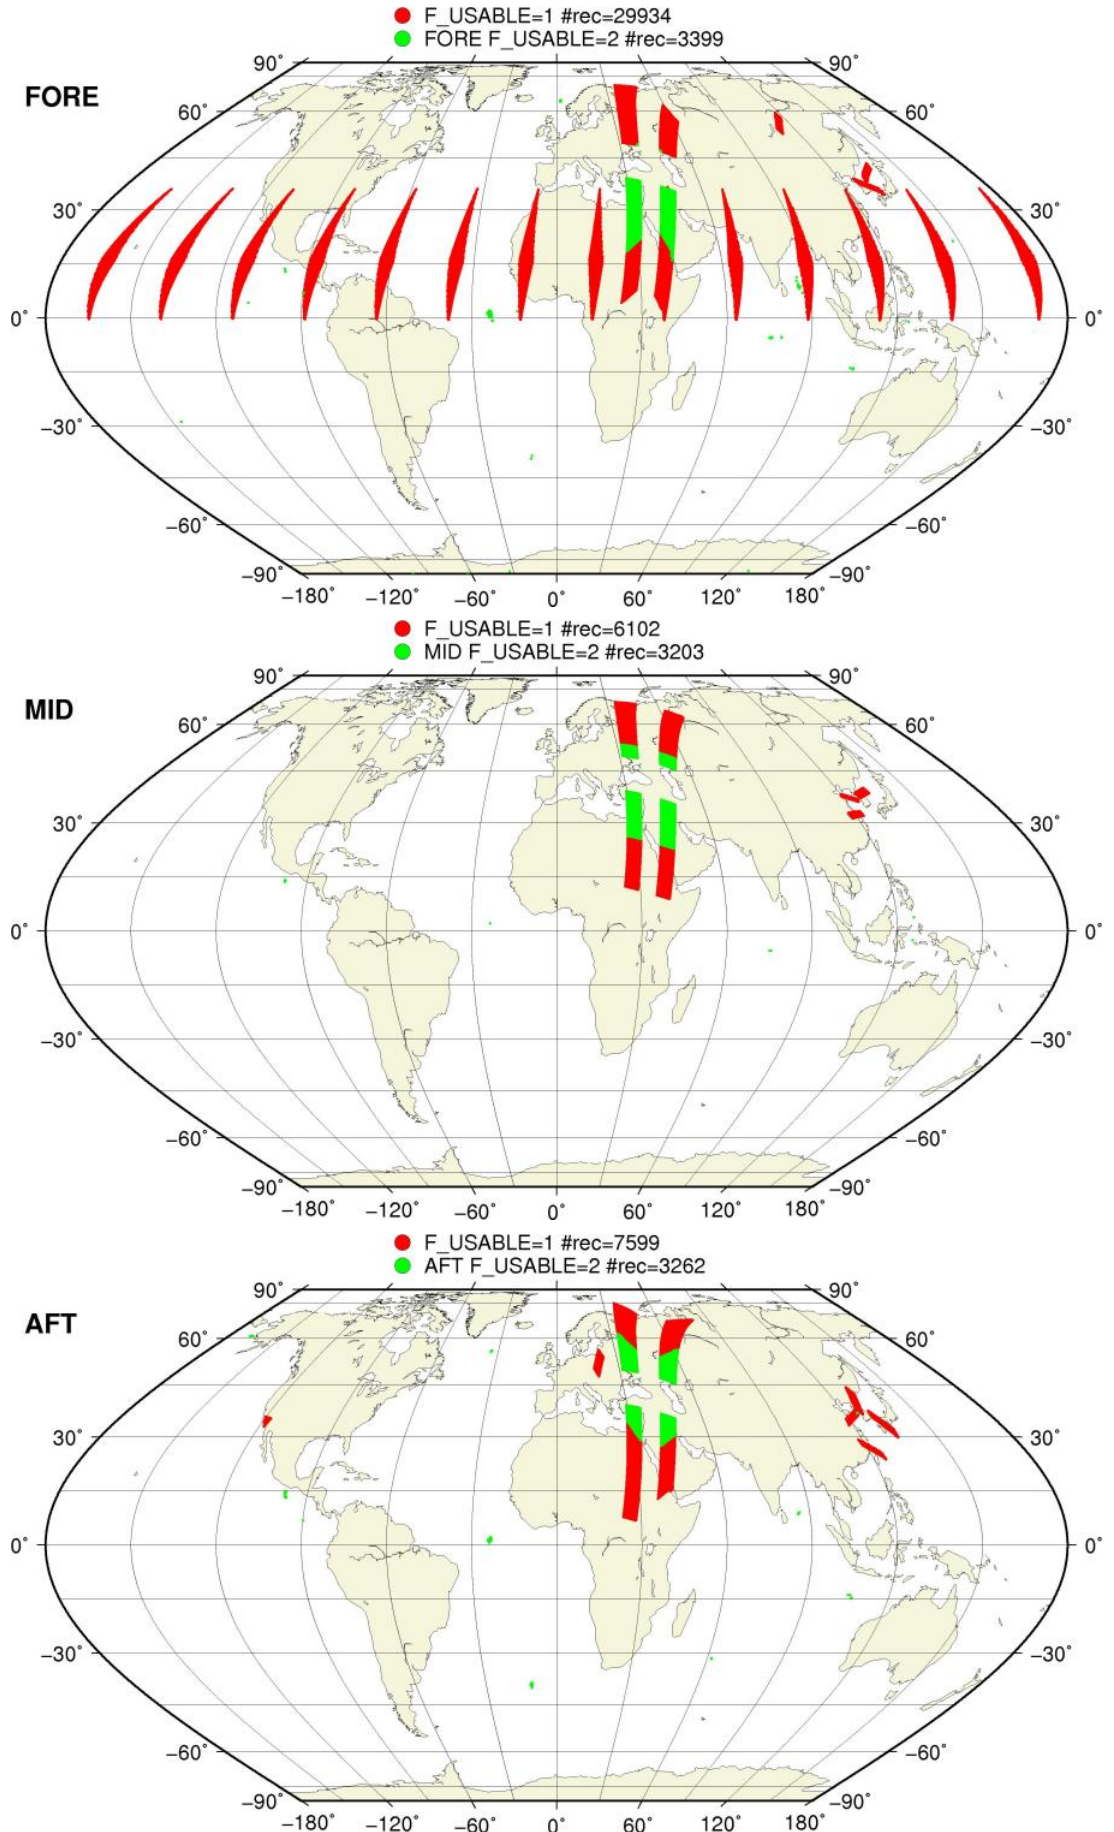 F_USABLE=1 #rec=29934
FORE F_USABLE=2 #rec=3399
FORE
90° 90°
60° 60°
30° 30°
0° 0°
−30° −30°
−60° −60°
−90° −90°
−180° −120° −60° 0° 60° 120° 180°
F_USABLE=1 #rec=6102
MID F_USABLE=2 #rec=3203
MID
90° 90°
60° 60°
30° 30°
0° 0°
−30° −30°
−60° −60°
−90° −90°
−180° −120° −60° 0° 60° 120° 180°
F_USABLE=1 #rec=7599
AFT F_USABLE=2 #rec=3262
AFT
90° 90°
60° 60°
30° 30°
0° 0°
−30° −30°
−60° −60°
−90° −90°
−180° −120° −60° 0° 60° 120° 180°